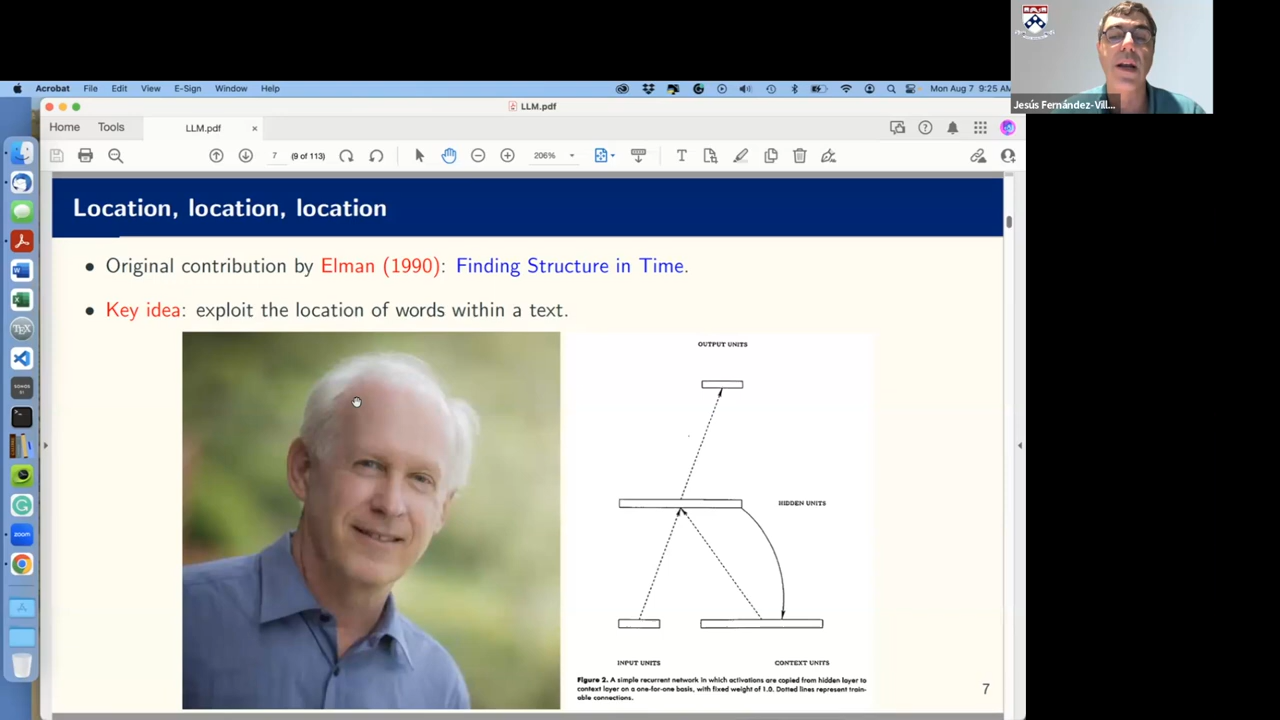 Jesús Fernández-Vill...
Acrobat File Edit View E-Sign Window Help Mon Aug 7 9:25 AM
LLM.pdf
Home Tools LLM.pdf ×
7 (9 of 113) 206%
Location, location, location
• Original contribution by Elman (1990): Finding Structure in Time.
• Key idea: exploit the location of words within a text.
OUTPUT UNITS
HIDDEN UNITS
INPUT UNITS CONTEXT UNITS
Figure 2. A simple recurrent network in which activations are copied from hidden layer to
context layer on a one-for-one basis, with fixed weight of 1.0. Dotted lines represent train-
able connections.
7
zoom
TEX